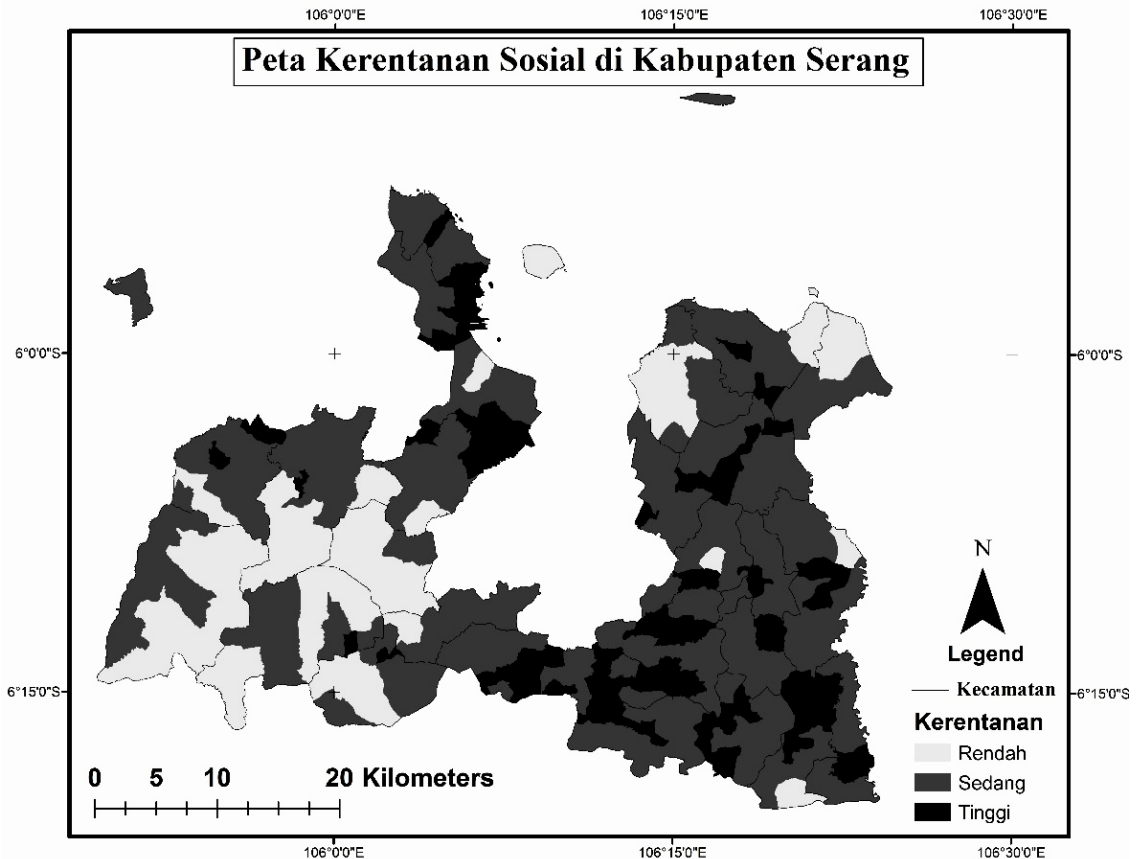 106°0'0"E 106°15'0"E 106°30'0"E
Peta Kerentanan Sosial di Kabupaten Serang
6°0'0"S 6°0'0"S
N
Legend
Kecamatan
6°15'0"S 6°15'0"S
Kerentanan
Rendah
Sedang
Tinggi
0 5 10 20 Kilometers
106°0'0"E 106°15'0"E 106°30'0"E